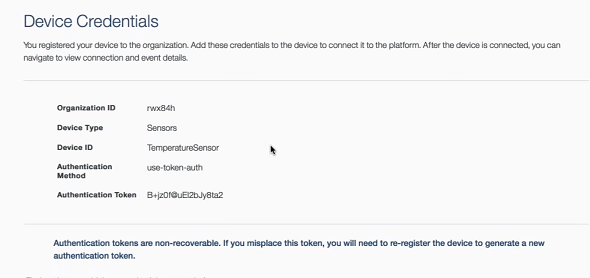 Device Credentials
You registered your device to the organization. Add these credentials to the device to connect it to the platform. After the device is connected, you can
navigate to view connection and event details.
Organization ID rwx84h
Device Type Sensors
Device ID TemperatureSensor
Authentication Method use-token-auth
Authentication Token B+jz0f@uEl2bJy8ta2
Authentication tokens are non-recoverable. If you misplace this token, you will need to re-register the device to generate a new
authentication token.